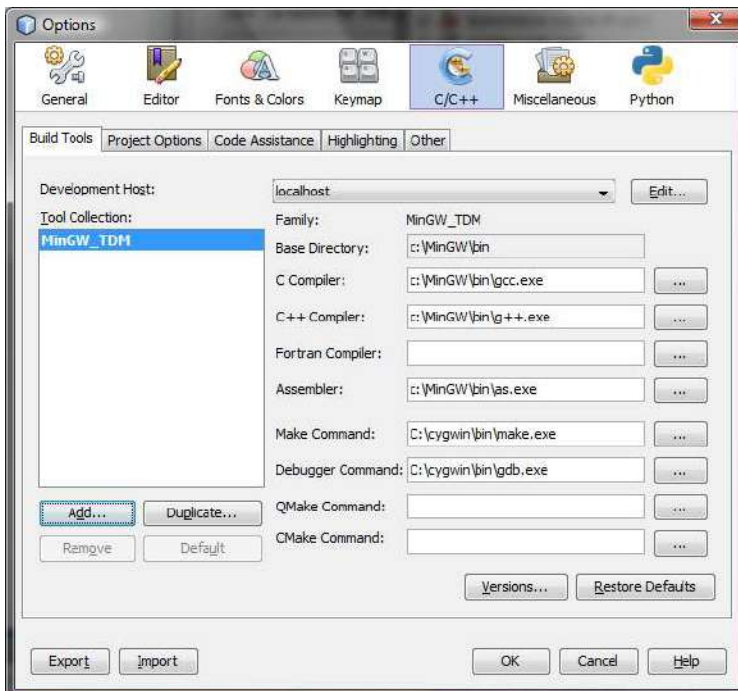 Options
General Editor Fonts & Colors Keymap C/C++ Miscellaneous Python
Build Tools Project Options Code Assistance Highlighting Other
Development Host: localhost Edit...
Tool Collection: Family: MinGW_TDM
MinGW_TDM
Base Directory: c:\MinGW\bin
C Compiler: c:\MinGW\bin\gcc.exe ...
C++ Compiler: c:\MinGW\bin\g++.exe ...
Fortran Compiler: ...
Assembler: c:\MinGW\bin\as.exe ...
Make Command: C:\cygwin\bin\make.exe ...
Debugger Command: C:\cygwin\bin\gdb.exe ...
Add... Duplicate... QMake Command: ...
Remove Default CMake Command: ...
Versions... Restore Defaults
Export Import OK Cancel Help